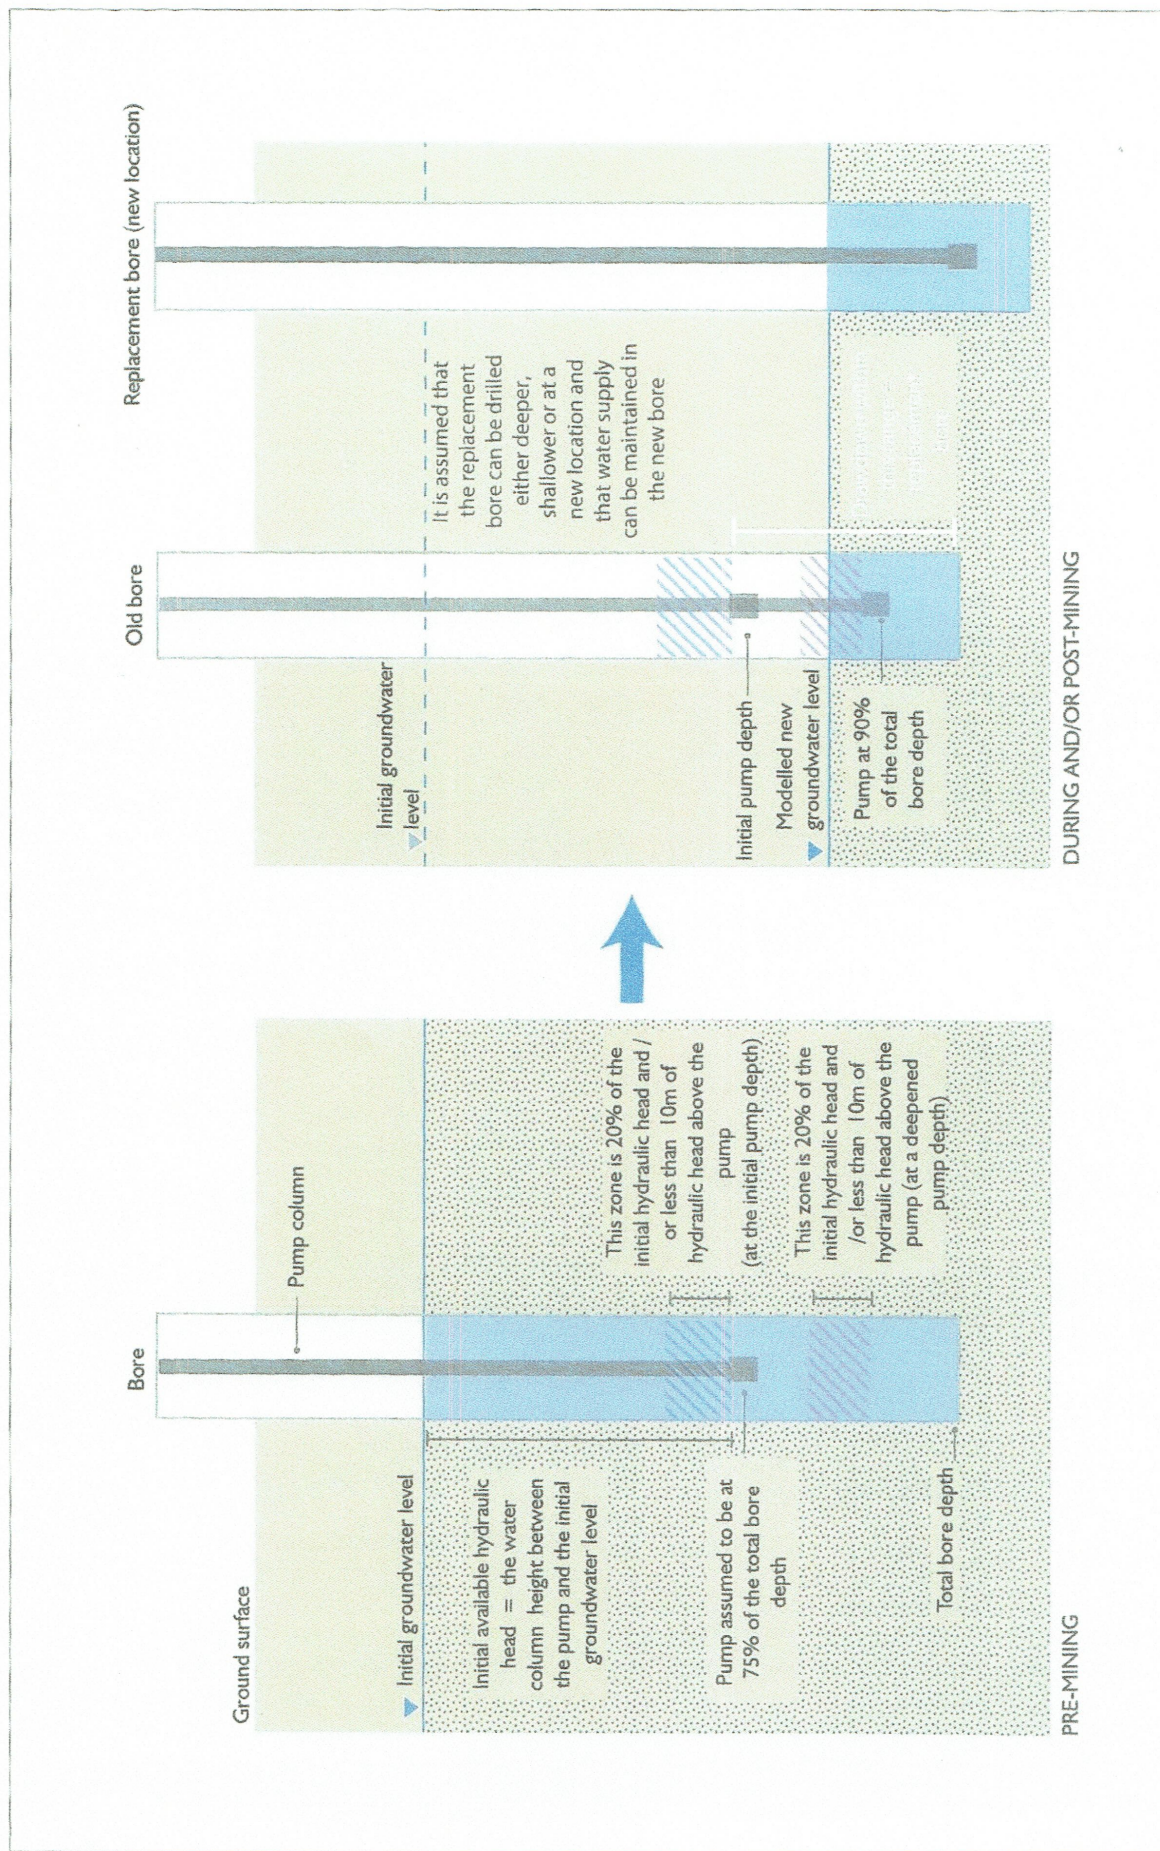 Bore
Ground surface
Pump column
Initial groundwater level
Initial available hydraulic
head = the water
column height between
the pump and the initial
groundwater level
This zone is 20% of the
initial hydraulic head and /
or less than 10m of
hydraulic head above the
pump
(at the initial pump depth)
Pump assumed to be at
75% of the total bore
depth
This zone is 20% of the
initial hydraulic head and
/or less than 10m of
hydraulic head above the
pump (at a deepened
pump depth)
Total bore depth
PRE-MINING
Old bore
Replacement bore (new location)
Initial groundwater
level
It is assumed that
the replacement
bore can be drilled
either deeper,
shallower or at a
new location and
that water supply
can be maintained in
the new bore
Initial pump depth
Modelled new
groundwater level
Pump at 90%
of the total
bore depth
DURING AND/OR POST-MINING